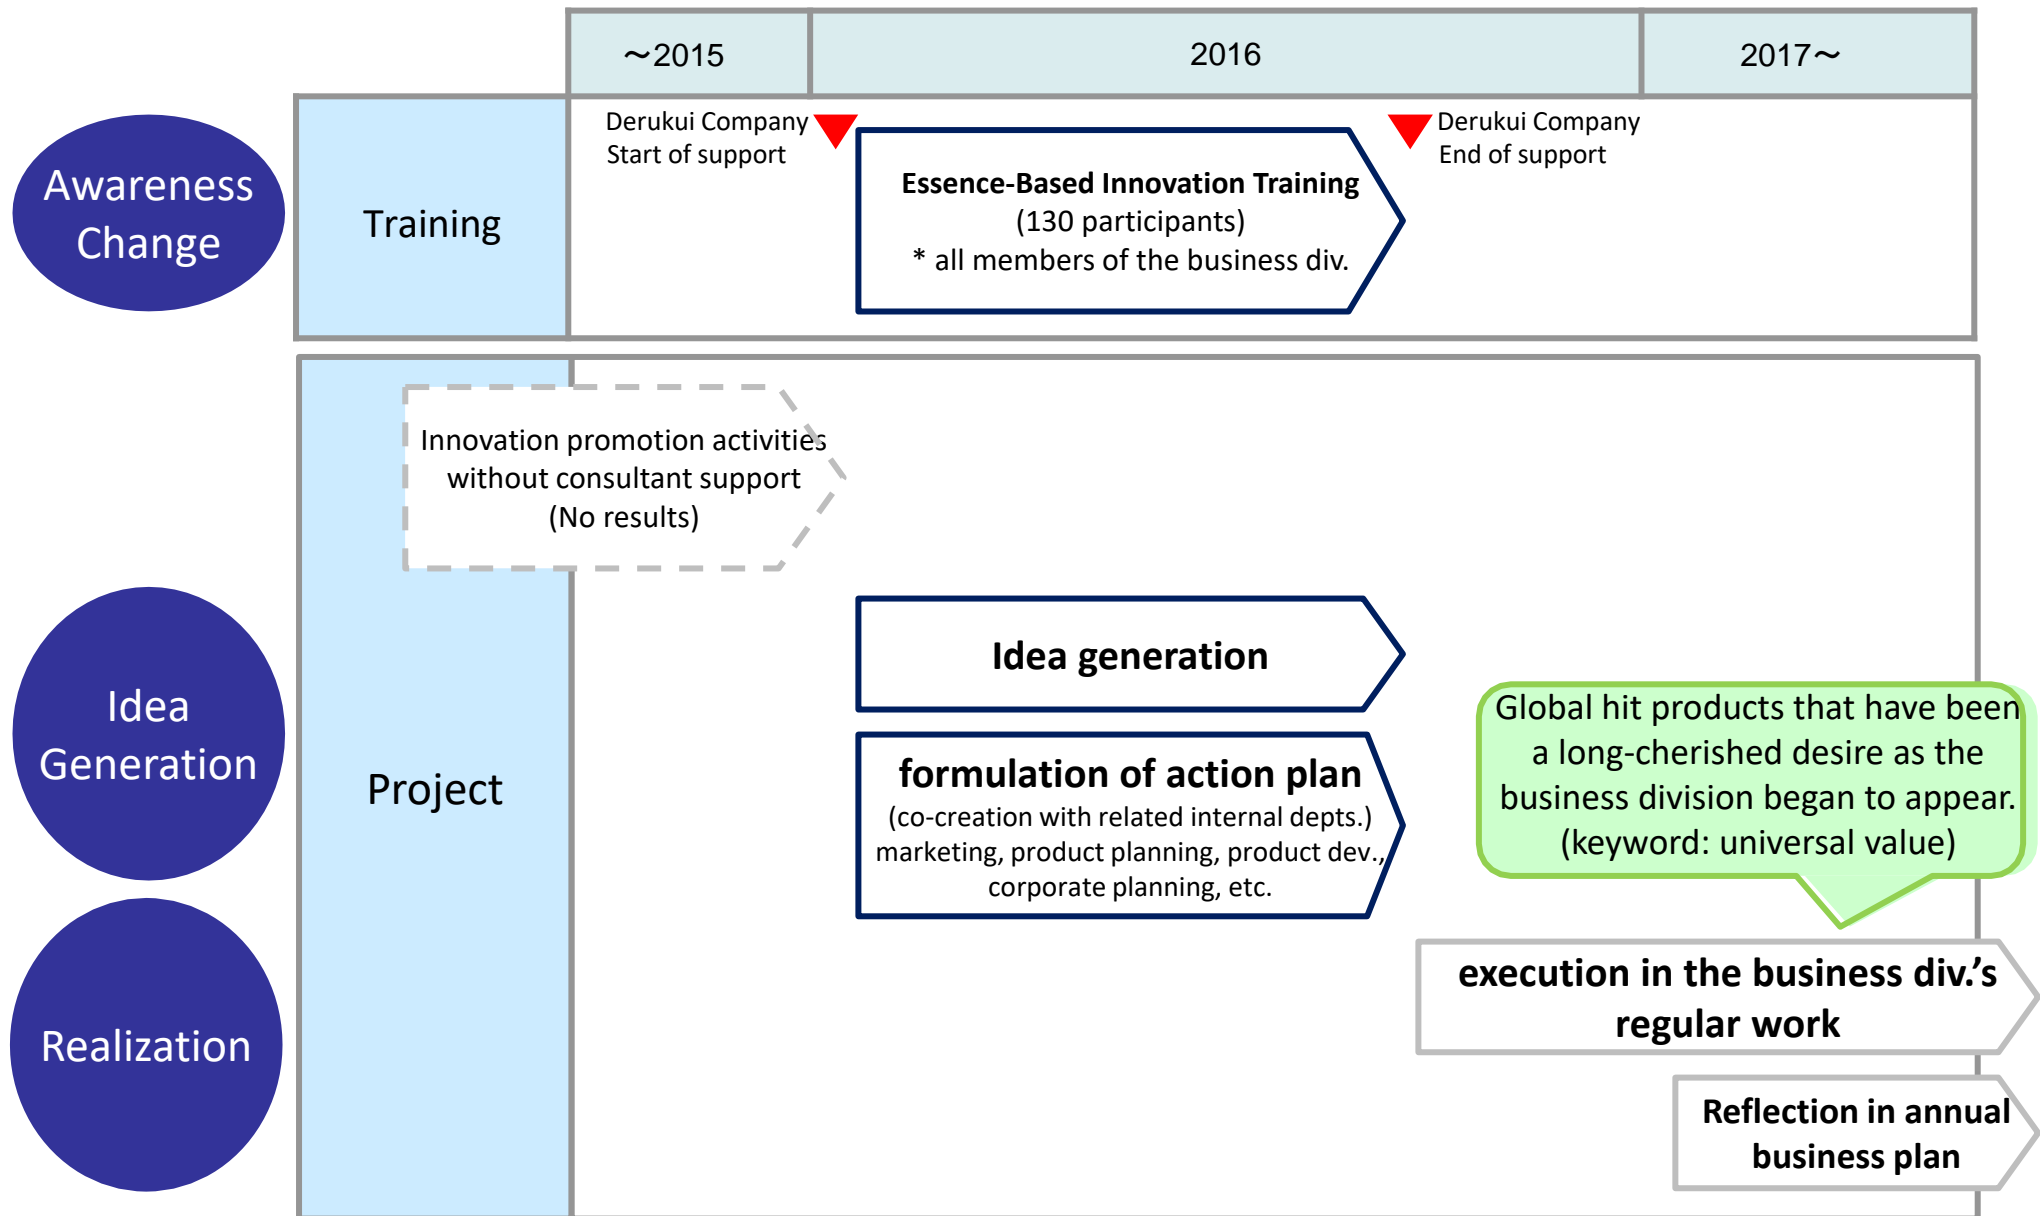 ～2015
2016
2017～
Awareness
Change
Training
Derukui Company
Start of support
Essence-Based Innovation Training
(130 participants)
* all members of the business div.
Derukui Company
End of support
Innovation promotion activities
without consultant support
(No results)
Idea
Generation
Project
Idea generation
formulation of action plan
(co-creation with related internal depts.)
marketing, product planning, product dev.,
corporate planning, etc.
Global hit products that have been
a long-cherished desire as the
business division began to appear.
(keyword: universal value)
Realization
execution in the business div.’s
regular work
Reflection in annual
business plan